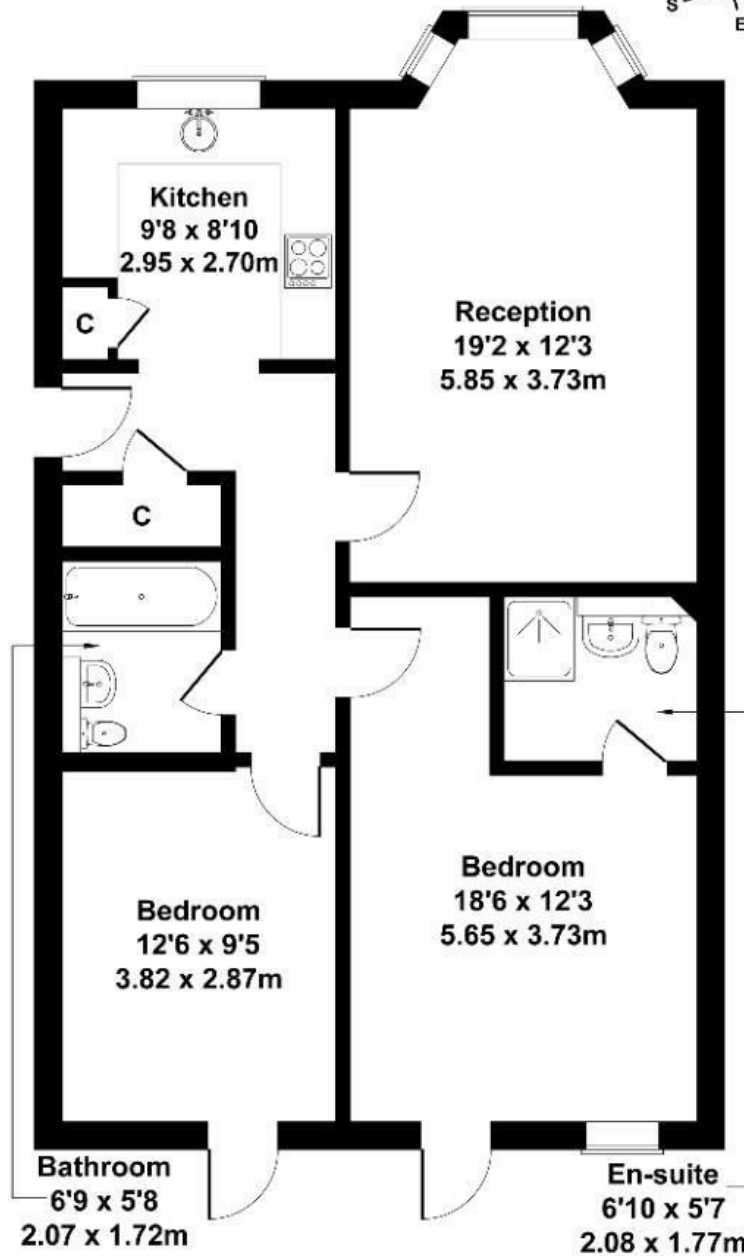 S
E
Kitchen
9'8 x 8'10
2.95 x 2.70m
C
Reception
19'2 x 12'3
5.85 x 3.73m
C
Bedroom
18'6 x 12'3
5.65 x 3.73m
Bedroom
12'6 x 9'5
3.82 x 2.87m
Bathroom
6'9 x 5'8
2.07 x 1.72m
En-suite
6'10 x 5'7
2.08 x 1.77m